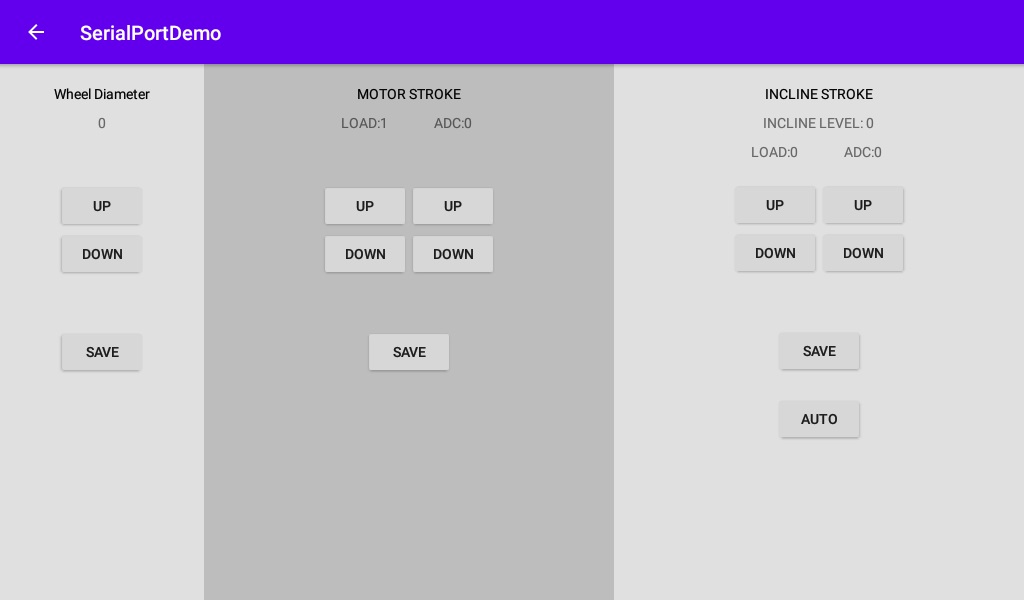 SerialPortDemo
Wheel Diameter
0
UP
DOWN
SAVE
MOTOR STROKE
LOAD:1 ADC:0
UP UP
DOWN DOWN
SAVE
INCLINE STROKE
INCLINE LEVEL: 0
LOAD:0 ADC:0
UP UP
DOWN DOWN
SAVE
AUTO